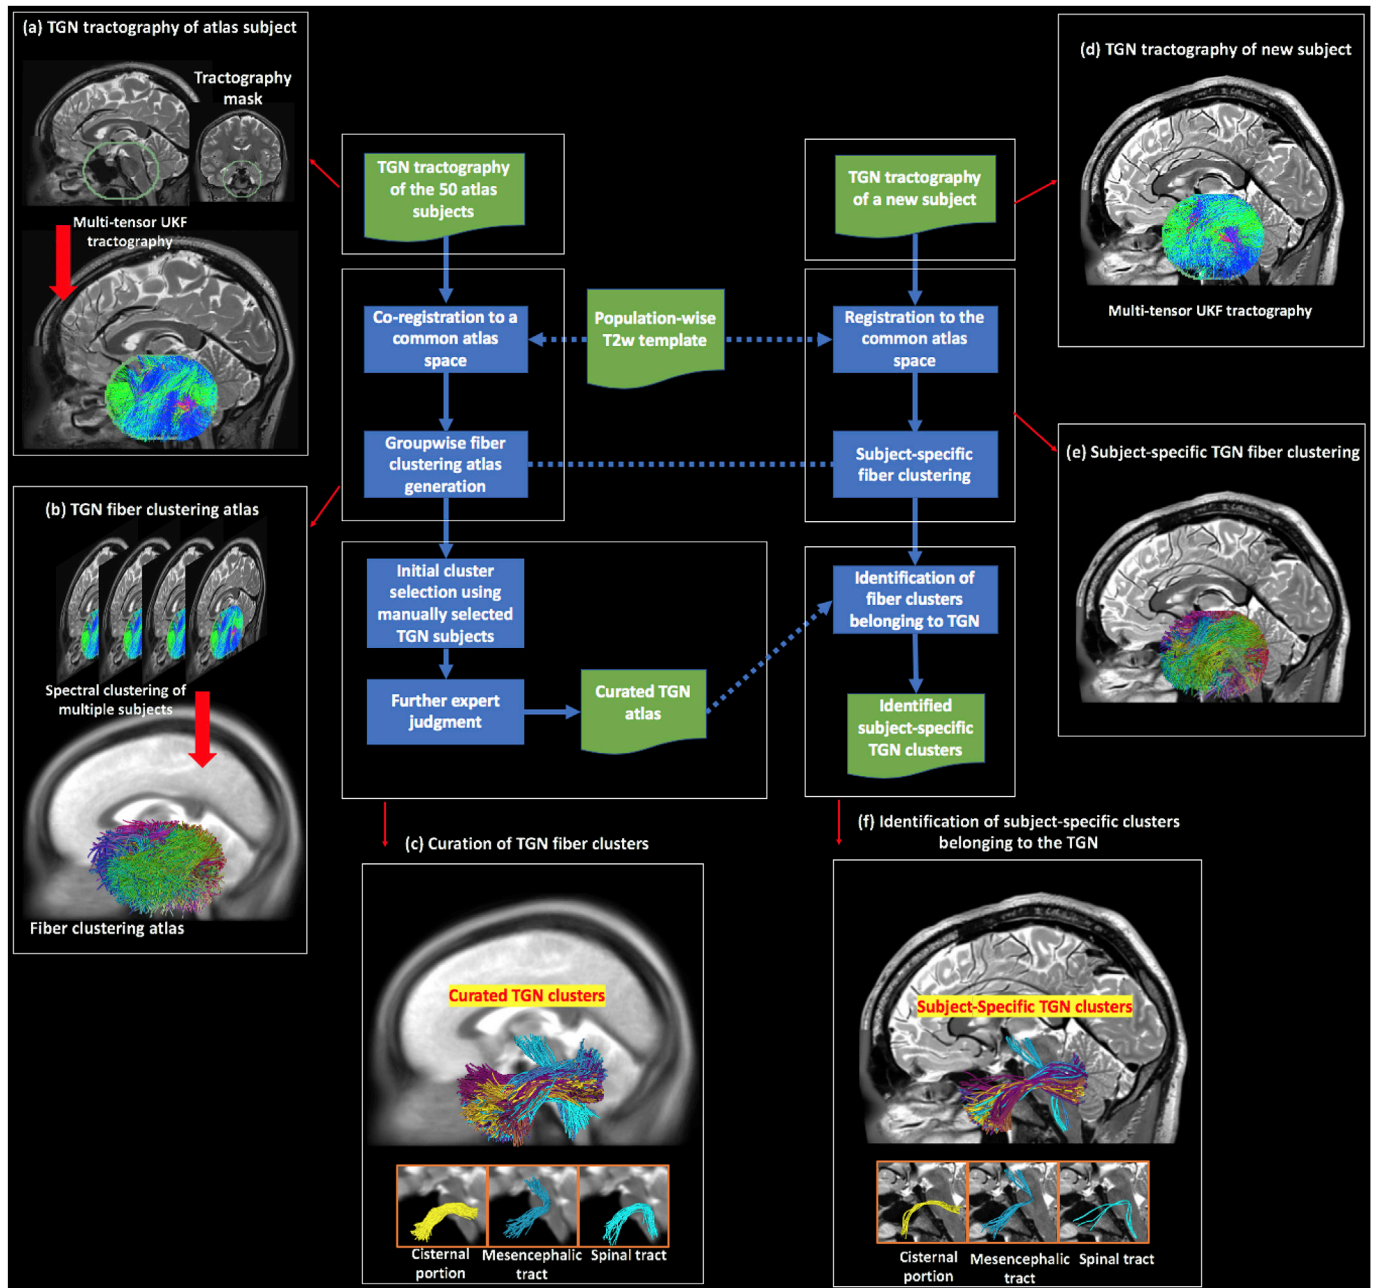 (a) TGN tractography of atlas subject
Tractography
mask
Multi-tensor UKF
tractography
(b) TGN fiber clustering atlas
Spectral clustering of
multiple subjects
Fiber clustering atlas
TGN tractography
of the 50 atlas
subjects
Co-registration to a
common atlas
space
Groupwise fiber
clustering atlas
generation
Initial cluster
selection using
manually selected
TGN subjects
Further expert
judgment
Curated TGN
atlas
Population-wise
T2w template
TGN tractography
of a new subject
Registration to the
common atlas
space
Subject-specific
fiber clustering
Identification of
fiber clusters
belonging to TGN
Identified
subject-specific
TGN clusters
(d) TGN tractography of new subject
Multi-tensor UKF tractography
(e) Subject-specific TGN fiber clustering
(c) Curation of TGN fiber clusters
Curated TGN clusters
Cisternal
portion
Mesencephalic
tract
Spinal tract
(f) Identification of subject-specific clusters
belonging to the TGN
Subject-Specific TGN clusters
Cisternal
portion
Mesencephalic
tract
Spinal tract